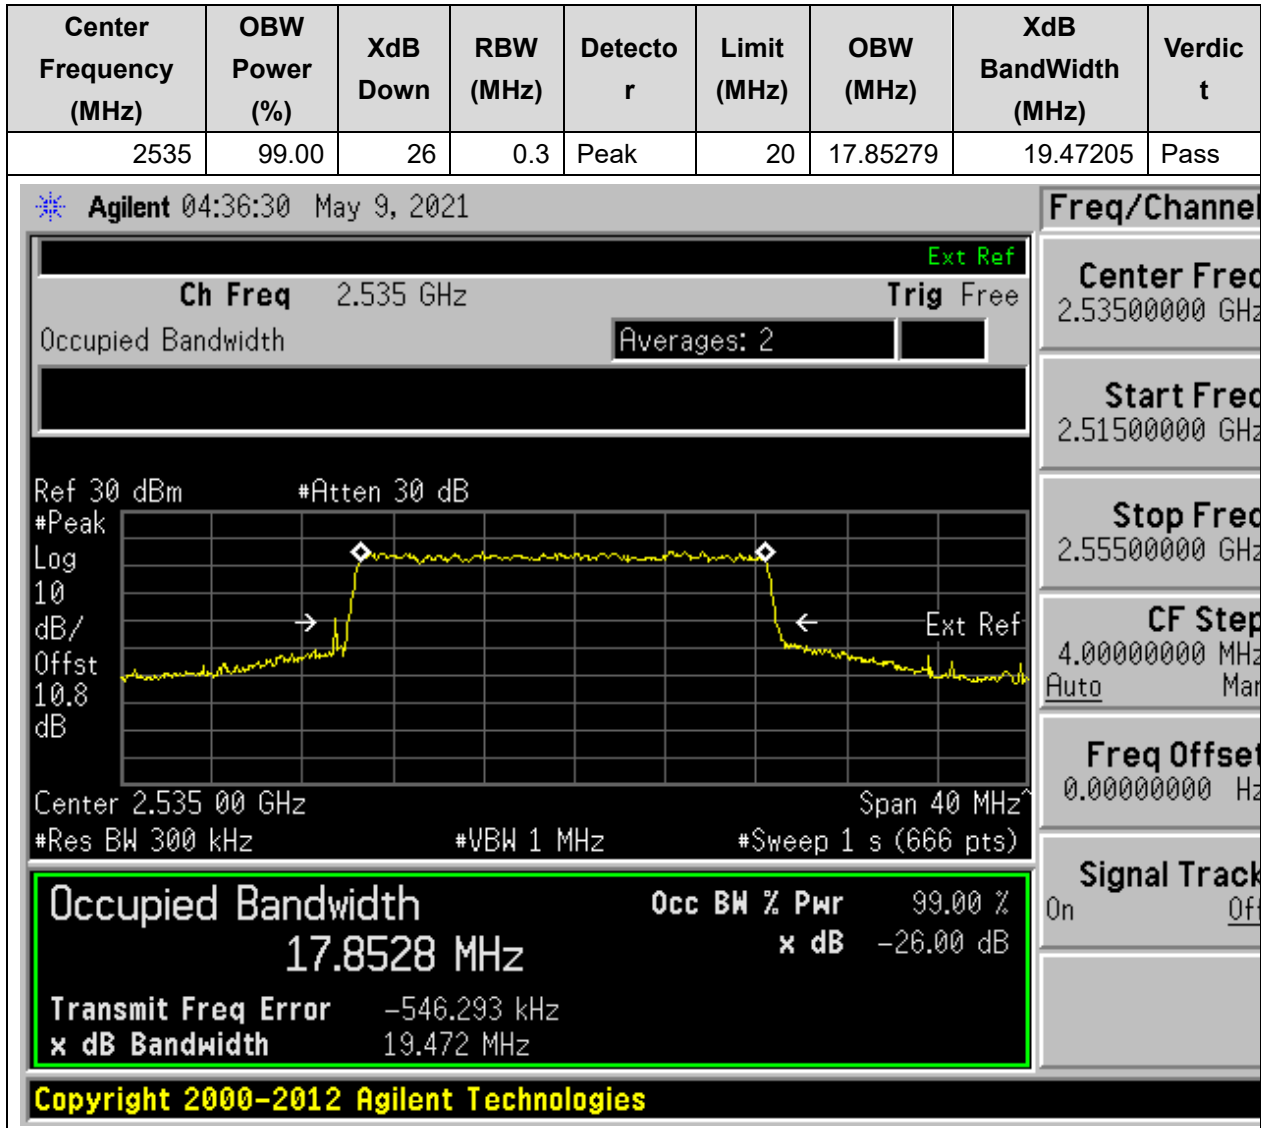 Center Frequency (MHz) OBW Power (%) XdB Down RBW (MHz) Detector Limit (MHz) OBW (MHz) XdB BandWidth (MHz) Verdict
2535 99.00 26 0.3 Peak 20 17.85279 19.47205 Pass
Agilent 04:36:30 May 9, 2021
Freq/Channel
Ext Ref
Ch Freq 2.535 GHz Trig Free
Occupied Bandwidth Averages: 2
Center Freq
2.53500000 GHz
Start Freq
2.51500000 GHz
Stop Freq
2.55500000 GHz
CF Step
4.00000000 MHz
Auto Man
Freq Offset
0.00000000 Hz
Signal Track
On Off
Ref 30 dBm #Atten 30 dB
#Peak
Log
10
dB/
Offst
10.8
dB
Ext Ref
Center 2.535 00 GHz Span 40 MHz^
#Res BW 300 kHz #VBW 1 MHz #Sweep 1 s (666 pts)
Occupied Bandwidth
17.8528 MHz
Occ BW % Pwr 99.00 %
x dB -26.00 dB
Transmit Freq Error -546.293 kHz
x dB Bandwidth 19.472 MHz
Copyright 2000-2012 Agilent Technologies